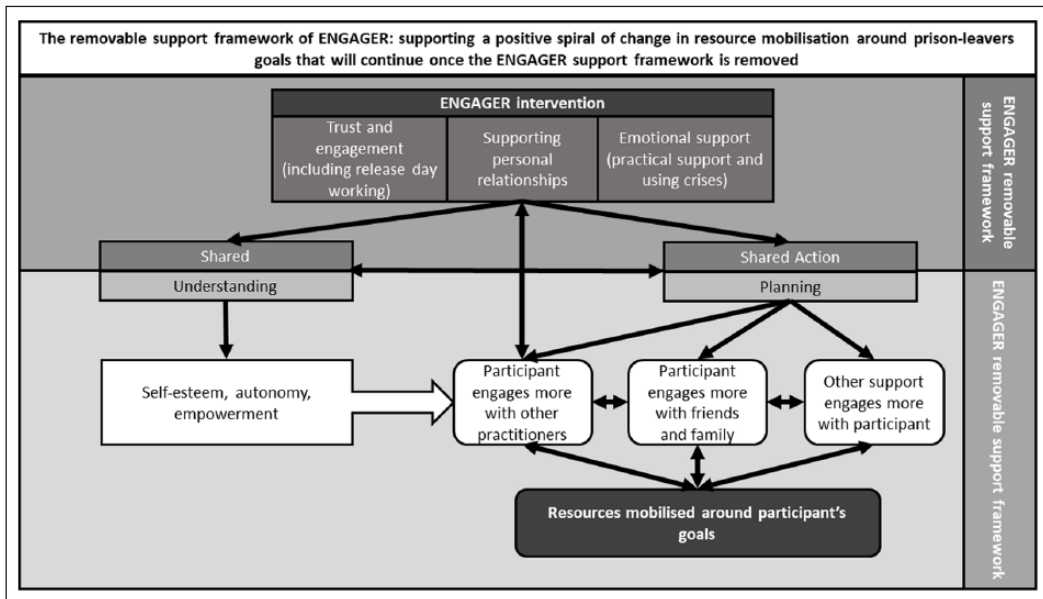 The removable support framework of ENGAGER: supporting a positive spiral of change in resource mobilisation around prison-leavers
goals that will continue once the ENGAGER support framework is removed
ENGAGER intervention
Trust and
engagement
(including release day
working)
Supporting
personal
relationships
Emotional support
(practical support and
using crises)
ENGAGER removable
support framework
Shared
Understanding
Shared Action
Planning
Self-esteem, autonomy,
empowerment
Participant
engages more
with other
practitioners
Participant
engages more
with friends
and family
Other support
engages more
with participant
Resources mobilised around participant's
goals
ENGAGER removable support framework